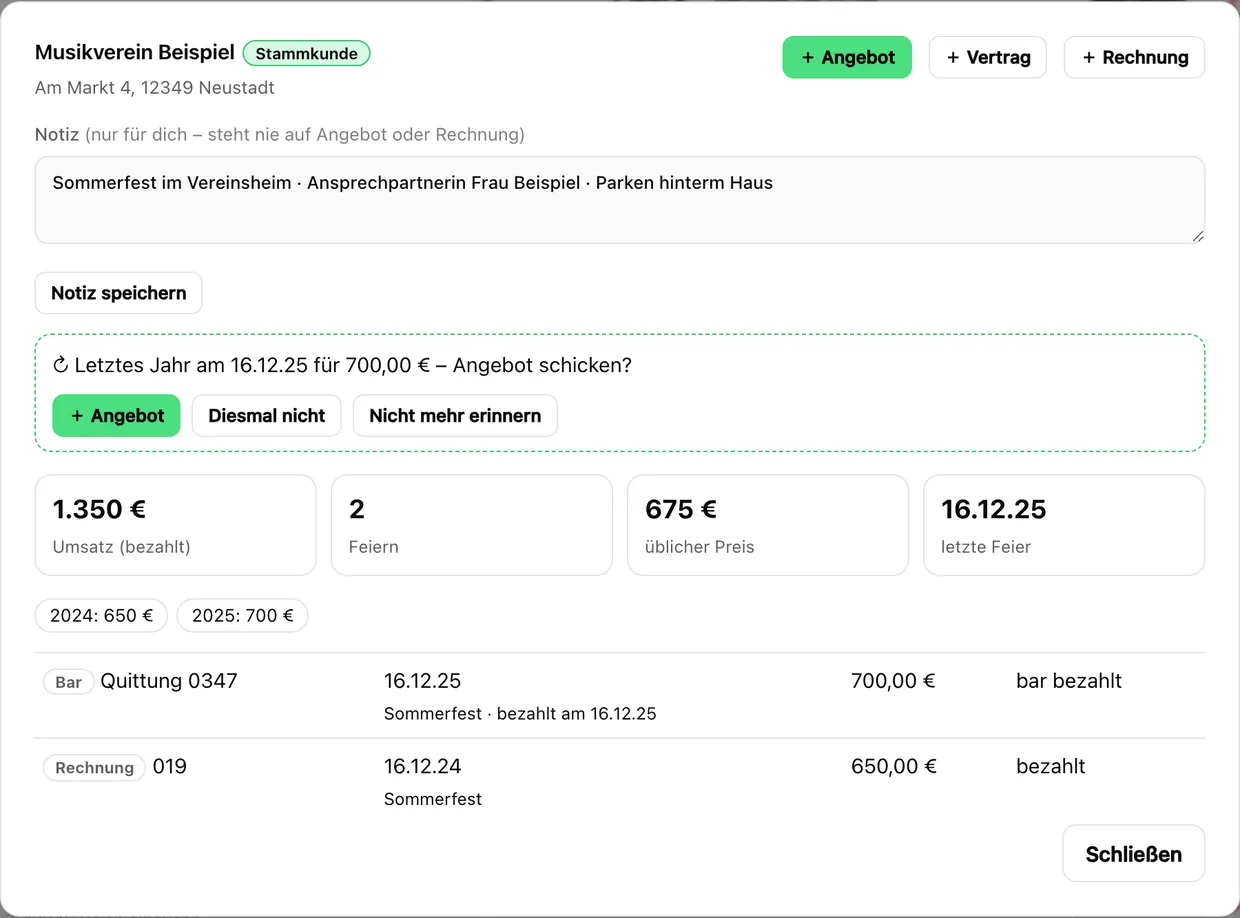 Musikverein Beispiel Stammkunde
Am Markt 4, 12349 Neustadt
+ Angebot + Vertrag + Rechnung
Notiz (nur für dich – steht nie auf Angebot oder Rechnung)
Sommerfest im Vereinsheim · Ansprechpartnerin Frau Beispiel · Parken hinterm Haus
Notiz speichern
↻ Letztes Jahr am 16.12.25 für 700,00 € – Angebot schicken?
+ Angebot Diesmal nicht Nicht mehr erinnern
1.350 €
Umsatz (bezahlt)
2
Feiern
675 €
üblicher Preis
16.12.25
letzte Feier
2024: 650 € 2025: 700 €
Bar Quittung 0347 16.12.25 700,00 € bar bezahlt
Sommerfest · bezahlt am 16.12.25
Rechnung 019 16.12.24 650,00 € bezahlt
Sommerfest
Schließen